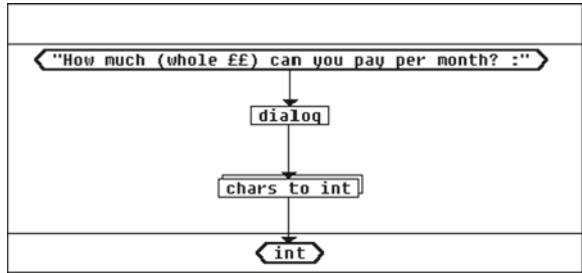 "How much (whole ££) can you pay per month? :"
dialog
chars to int
int